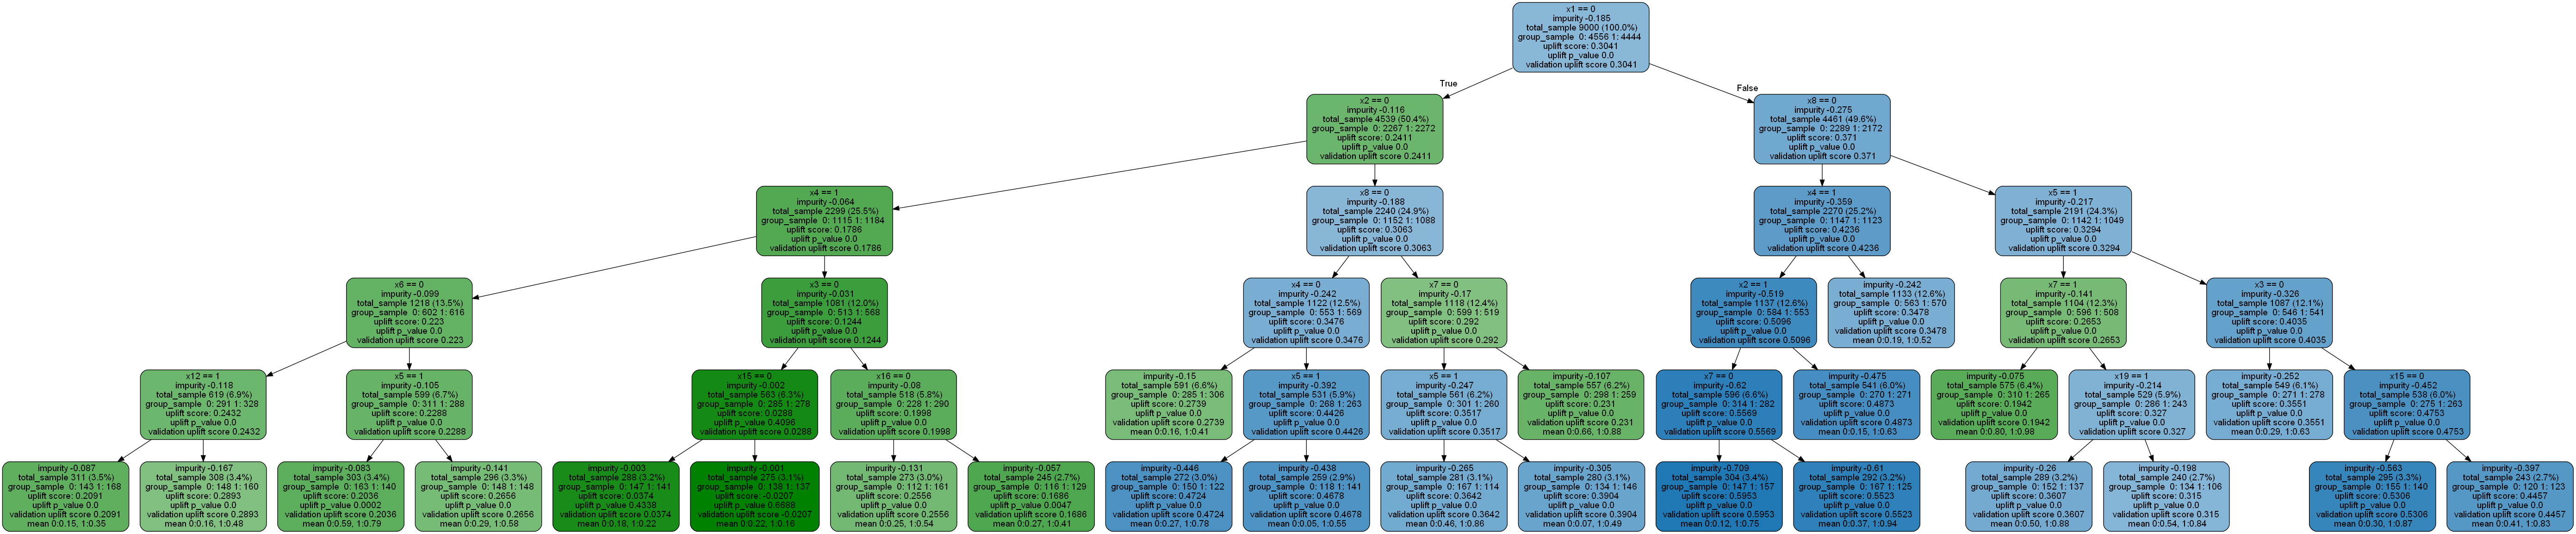 x1 == 0
impurity -0.185
total_sample 9000 (100.0%)
group_sample 0: 4556 1: 4444
uplift score: 0.3041
uplift p_value 0.0
validation uplift score 0.3041
True
False
x2 == 0
impurity -0.116
total_sample 4539 (50.4%)
group_sample 0: 2267 1: 2272
uplift score: 0.2411
uplift p_value 0.0
validation uplift score 0.2411
x8 == 0
impurity -0.275
total_sample 4461 (49.6%)
group_sample 0: 2289 1: 2172
uplift score: 0.371
uplift p_value 0.0
validation uplift score 0.371
x4 == 1
impurity -0.064
total_sample 2299 (25.5%)
group_sample 0: 1115 1: 1184
uplift score: 0.1786
uplift p_value 0.0
validation uplift score 0.1786
x8 == 0
impurity -0.188
total_sample 2240 (24.9%)
group_sample 0: 1152 1: 1088
uplift score: 0.3063
uplift p_value 0.0
validation uplift score 0.3063
x4 == 1
impurity -0.359
total_sample 2270 (25.2%)
group_sample 0: 1147 1: 1123
uplift score: 0.4236
uplift p_value 0.0
validation uplift score 0.4236
x5 == 1
impurity -0.217
total_sample 2191 (24.3%)
group_sample 0: 1142 1: 1049
uplift score: 0.3294
uplift p_value 0.0
validation uplift score 0.3294
x6 == 0
impurity -0.099
total_sample 1218 (13.5%)
group_sample 0: 602 1: 616
uplift score: 0.223
uplift p_value 0.0
validation uplift score 0.223
x3 == 0
impurity -0.031
total_sample 1081 (12.0%)
group_sample 0: 513 1: 568
uplift score: 0.1244
uplift p_value 0.0
validation uplift score 0.1244
x4 == 0
impurity -0.242
total_sample 1122 (12.5%)
group_sample 0: 553 1: 569
uplift score: 0.3476
uplift p_value 0.0
validation uplift score 0.3476
x7 == 0
impurity -0.17
total_sample 1118 (12.4%)
group_sample 0: 599 1: 519
uplift score: 0.292
uplift p_value 0.0
validation uplift score 0.292
x2 == 1
impurity -0.519
total_sample 1137 (12.6%)
group_sample 0: 584 1: 553
uplift score: 0.5096
uplift p_value 0.0
validation uplift score 0.5096
impurity -0.242
total_sample 1133 (12.6%)
group_sample 0: 563 1: 570
uplift score: 0.3478
uplift p_value 0.0
validation uplift score 0.3478
mean 0:0.19, 1:0.52
x7 == 1
impurity -0.141
total_sample 1104 (12.3%)
group_sample 0: 596 1: 508
uplift score: 0.2653
uplift p_value 0.0
validation uplift score 0.2653
x3 == 0
impurity -0.326
total_sample 1087 (12.1%)
group_sample 0: 546 1: 541
uplift score: 0.4035
uplift p_value 0.0
validation uplift score 0.4035
x12 == 1
impurity -0.118
total_sample 619 (6.9%)
group_sample 0: 291 1: 328
uplift score: 0.2432
uplift p_value 0.0
validation uplift score 0.2432
x5 == 1
impurity -0.105
total_sample 599 (6.7%)
group_sample 0: 311 1: 288
uplift score: 0.2288
uplift p_value 0.0
validation uplift score 0.2288
x15 == 0
impurity -0.002
total_sample 563 (6.3%)
group_sample 0: 285 1: 278
uplift score: 0.0288
uplift p_value 0.4096
validation uplift score 0.0288
x16 == 0
impurity -0.08
total_sample 518 (5.8%)
group_sample 0: 228 1: 290
uplift score: 0.1998
uplift p_value 0.0
validation uplift score 0.1998
impurity -0.15
total_sample 591 (6.6%)
group_sample 0: 285 1: 306
uplift score: 0.2739
uplift p_value 0.0
validation uplift score 0.2739
mean 0:0.16, 1:0.41
x5 == 1
impurity -0.392
total_sample 531 (5.9%)
group_sample 0: 268 1: 263
uplift score: 0.4426
uplift p_value 0.0
validation uplift score 0.4426
x5 == 1
impurity -0.247
total_sample 561 (6.2%)
group_sample 0: 301 1: 260
uplift score: 0.3517
uplift p_value 0.0
validation uplift score 0.3517
impurity -0.107
total_sample 557 (6.2%)
group_sample 0: 298 1: 259
uplift score: 0.231
uplift p_value 0.0
validation uplift score 0.231
mean 0:0.66, 1:0.88
x7 == 0
impurity -0.62
total_sample 596 (6.6%)
group_sample 0: 314 1: 282
uplift score: 0.5569
uplift p_value 0.0
validation uplift score 0.5569
impurity -0.475
total_sample 541 (6.0%)
group_sample 0: 270 1: 271
uplift score: 0.4873
uplift p_value 0.0
validation uplift score 0.4873
mean 0:0.15, 1:0.63
impurity -0.075
total_sample 575 (6.4%)
group_sample 0: 310 1: 265
uplift score: 0.1942
uplift p_value 0.0
validation uplift score 0.1942
mean 0:0.80, 1:0.98
x19 == 1
impurity -0.214
total_sample 529 (5.9%)
group_sample 0: 286 1: 243
uplift score: 0.327
uplift p_value 0.0
validation uplift score 0.327
impurity -0.252
total_sample 549 (6.1%)
group_sample 0: 271 1: 278
uplift score: 0.3551
uplift p_value 0.0
validation uplift score 0.3551
mean 0:0.29, 1:0.63
x15 == 0
impurity -0.452
total_sample 538 (6.0%)
group_sample 0: 275 1: 263
uplift score: 0.4753
uplift p_value 0.0
validation uplift score 0.4753
impurity -0.087
total_sample 311 (3.5%)
group_sample 0: 143 1: 168
uplift score: 0.2091
uplift p_value 0.0
validation uplift score 0.2091
mean 0:0.15, 1:0.35
impurity -0.167
total_sample 308 (3.4%)
group_sample 0: 148 1: 160
uplift score: 0.2893
uplift p_value 0.0
validation uplift score 0.2893
mean 0:0.16, 1:0.48
impurity -0.083
total_sample 303 (3.4%)
group_sample 0: 163 1: 140
uplift score: 0.2036
uplift p_value 0.0002
validation uplift score 0.2036
mean 0:0.59, 1:0.79
impurity -0.141
total_sample 296 (3.3%)
group_sample 0: 148 1: 148
uplift score: 0.2656
uplift p_value 0.0
validation uplift score 0.2656
mean 0:0.29, 1:0.58
impurity -0.003
total_sample 288 (3.2%)
group_sample 0: 147 1: 141
uplift score: 0.0374
uplift p_value 0.4338
validation uplift score 0.0374
mean 0:0.18, 1:0.22
impurity -0.001
total_sample 275 (3.1%)
group_sample 0: 138 1: 137
uplift score: -0.0207
uplift p_value 0.6688
validation uplift score -0.0207
mean 0:0.22, 1:0.16
impurity -0.131
total_sample 273 (3.0%)
group_sample 0: 112 1: 161
uplift score: 0.2556
uplift p_value 0.0
validation uplift score 0.2556
mean 0:0.25, 1:0.54
impurity -0.057
total_sample 245 (2.7%)
group_sample 0: 116 1: 129
uplift score: 0.1686
uplift p_value 0.0047
validation uplift score 0.1686
mean 0:0.27, 1:0.41
impurity -0.446
total_sample 272 (3.0%)
group_sample 0: 150 1: 122
uplift score: 0.4724
uplift p_value 0.0
validation uplift score 0.4724
mean 0:0.27, 1:0.78
impurity -0.438
total_sample 259 (2.9%)
group_sample 0: 118 1: 141
uplift score: 0.4678
uplift p_value 0.0
validation uplift score 0.4678
mean 0:0.05, 1:0.55
impurity -0.265
total_sample 281 (3.1%)
group_sample 0: 167 1: 114
uplift score: 0.3642
uplift p_value 0.0
validation uplift score 0.3642
mean 0:0.46, 1:0.86
impurity -0.305
total_sample 280 (3.1%)
group_sample 0: 134 1: 146
uplift score: 0.3904
uplift p_value 0.0
validation uplift score 0.3904
mean 0:0.07, 1:0.49
impurity -0.709
total_sample 304 (3.4%)
group_sample 0: 147 1: 157
uplift score: 0.5953
uplift p_value 0.0
validation uplift score 0.5953
mean 0:0.12, 1:0.75
impurity -0.61
total_sample 292 (3.2%)
group_sample 0: 167 1: 125
uplift score: 0.5523
uplift p_value 0.0
validation uplift score 0.5523
mean 0:0.37, 1:0.94
impurity -0.26
total_sample 289 (3.2%)
group_sample 0: 152 1: 137
uplift score: 0.3607
uplift p_value 0.0
validation uplift score 0.3607
mean 0:0.50, 1:0.88
impurity -0.198
total_sample 240 (2.7%)
group_sample 0: 134 1: 106
uplift score: 0.315
uplift p_value 0.0
validation uplift score 0.315
mean 0:0.54, 1:0.84
impurity -0.563
total_sample 295 (3.3%)
group_sample 0: 155 1: 140
uplift score: 0.5306
uplift p_value 0.0
validation uplift score 0.5306
mean 0:0.30, 1:0.87
impurity -0.397
total_sample 243 (2.7%)
group_sample 0: 120 1: 123
uplift score: 0.4457
uplift p_value 0.0
validation uplift score 0.4457
mean 0:0.41, 1:0.83